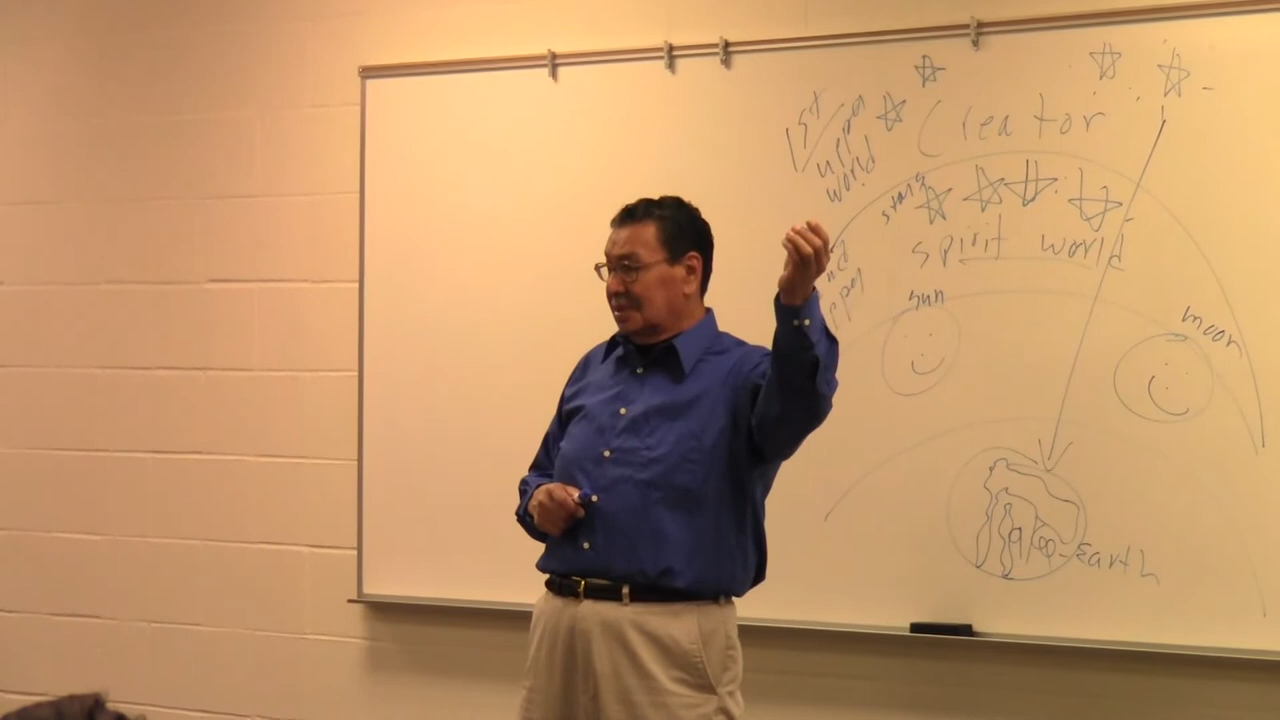 1st
upper
world
Creator
stars
spirit world
sun
moon
Earth